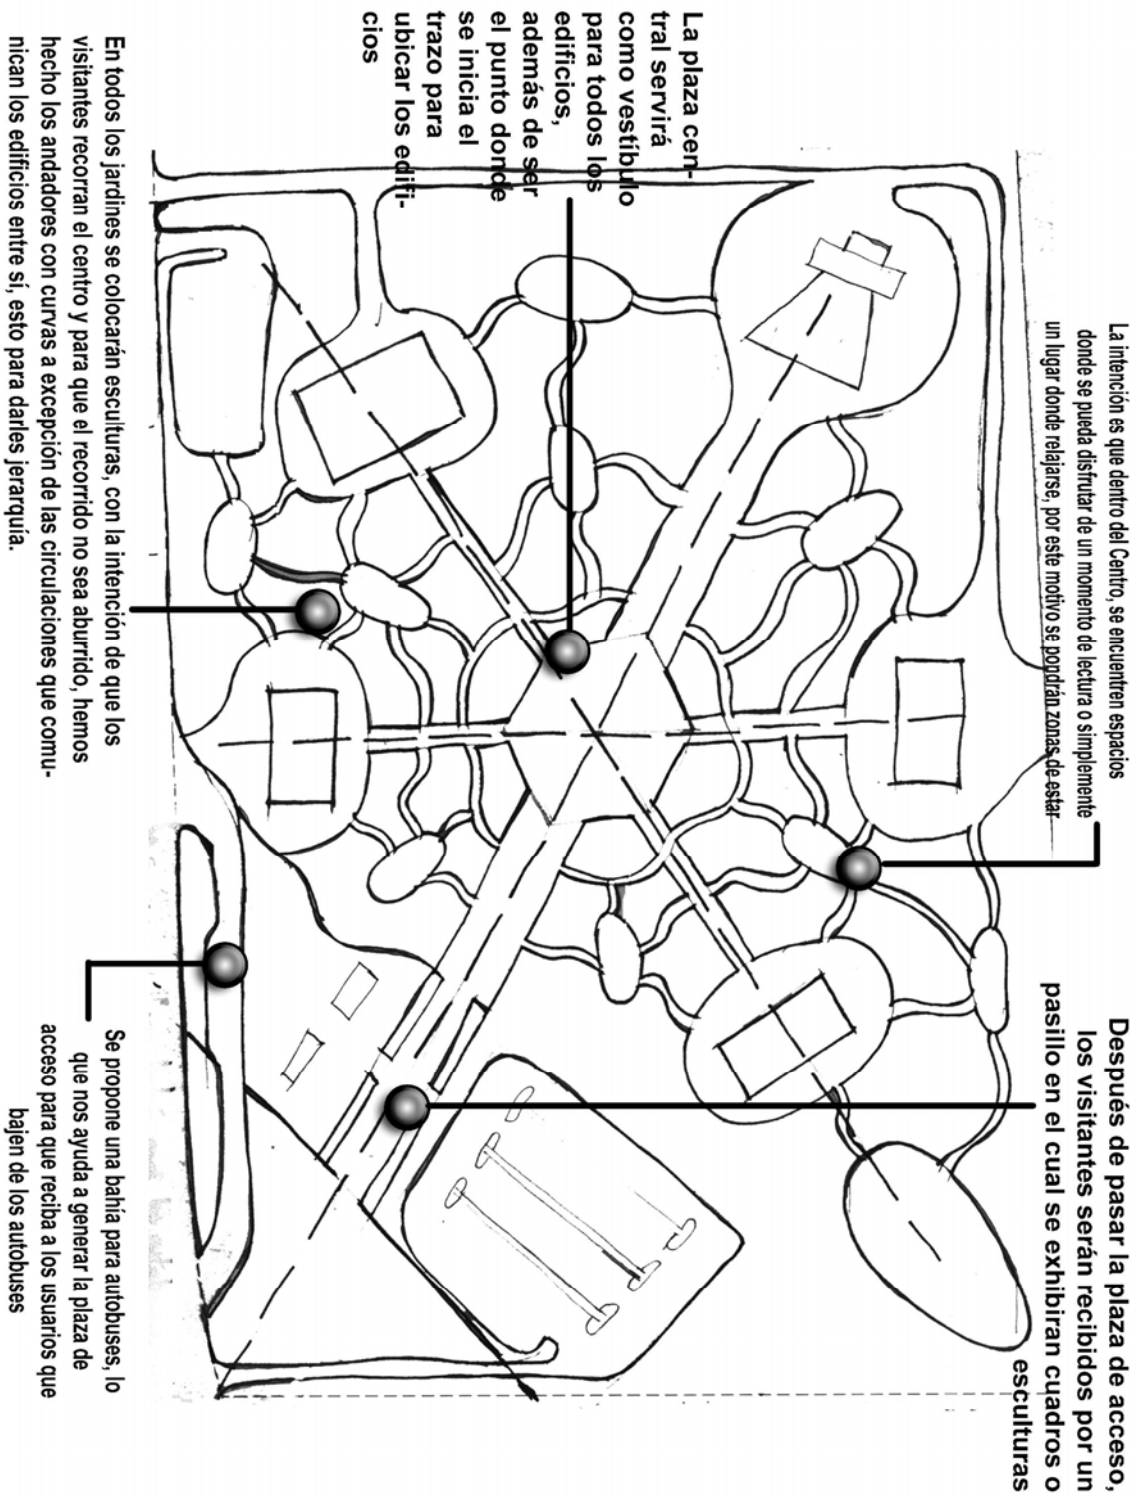 La plaza cen-
tral servirá
como vestíbulo
para todos los
edificios,
además de ser
el punto donde
se inicia el
trazo para
ubicar los edifi-
cios
La intención es que dentro del Centro, se encuentren espacios
donde se pueda disfrutar de un momento de lectura o simplemente
un lugar donde relajarse, por este motivo se popdrán zonas de estar
Después de pasar la plaza de acceso,
los visitantes serán recibidos por un
pasillo en el cual se exhibiran cuadros o
esculturas
En todos los jardines se colocarán esculturas, con la intención de que los
visitantes recorran el centro y para que el recorrido no sea aburrido, hemos
hecho los andadores con curvas a excepción de las circulaciones que comu-
nican los edificios entre sí, esto para darles jerarquía.
Se propone una bahía para autobuses, lo
que nos ayuda a generar la plaza de
acceso para que reciba a los usuarios que
bajen de los autobuses